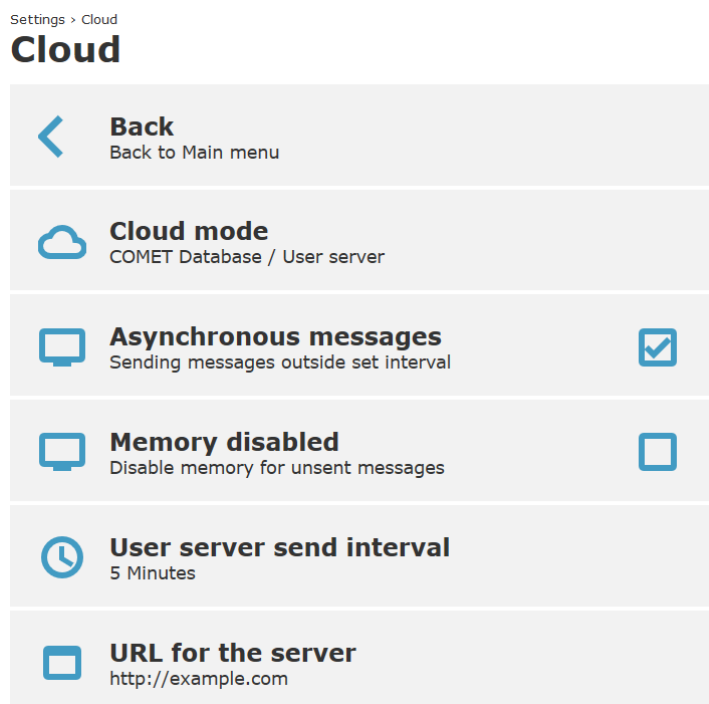 Settings › Cloud
Cloud
Back
Back to Main menu
Cloud mode
COMET Database / User server
Asynchronous messages
Sending messages outside set interval
Memory disabled
Disable memory for unsent messages
User server send interval
5 Minutes
URL for the server
http://example.com